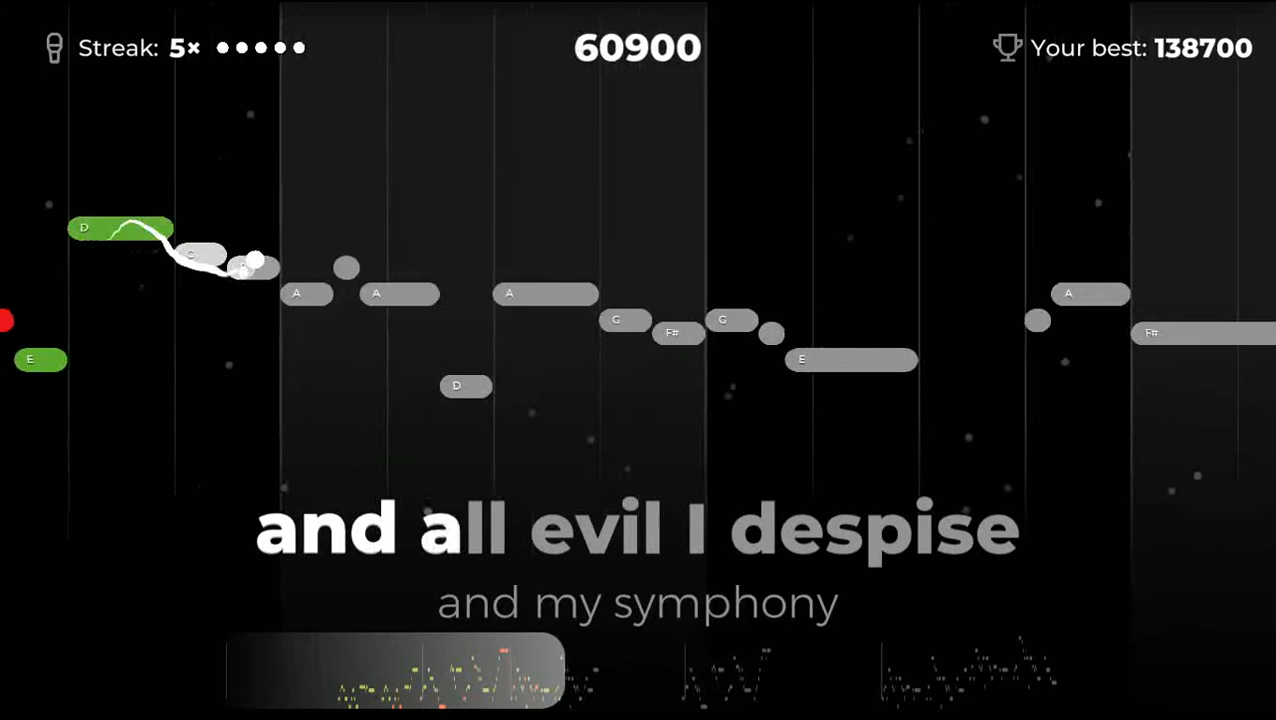 Streak: 5×
60900
Your best: 138700
D
C
A
A
A
A
G
F#
G
F#
E
E
D
and all evil I despise
and my symphony